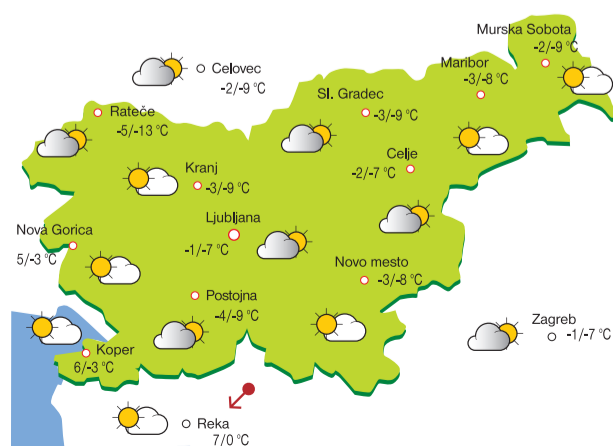 Murska Sobota
-2/-9 °C
Celovec
-2/-9 °C
Maribor
-3/-8 °C
Sl. Gradec
-3/-9 °C
Rateče
-5/-13 °C
Celje
-2/-7 °C
Kranj
-3/-9 °C
Ljubljana
-1/-7 °C
Nova Gorica
5/-3 °C
Novo mesto
-3/-8 °C
Postojna
-4/-9 °C
Zagreb
-1/-7 °C
Koper
6/-3 °C
Reka
7/0 °C